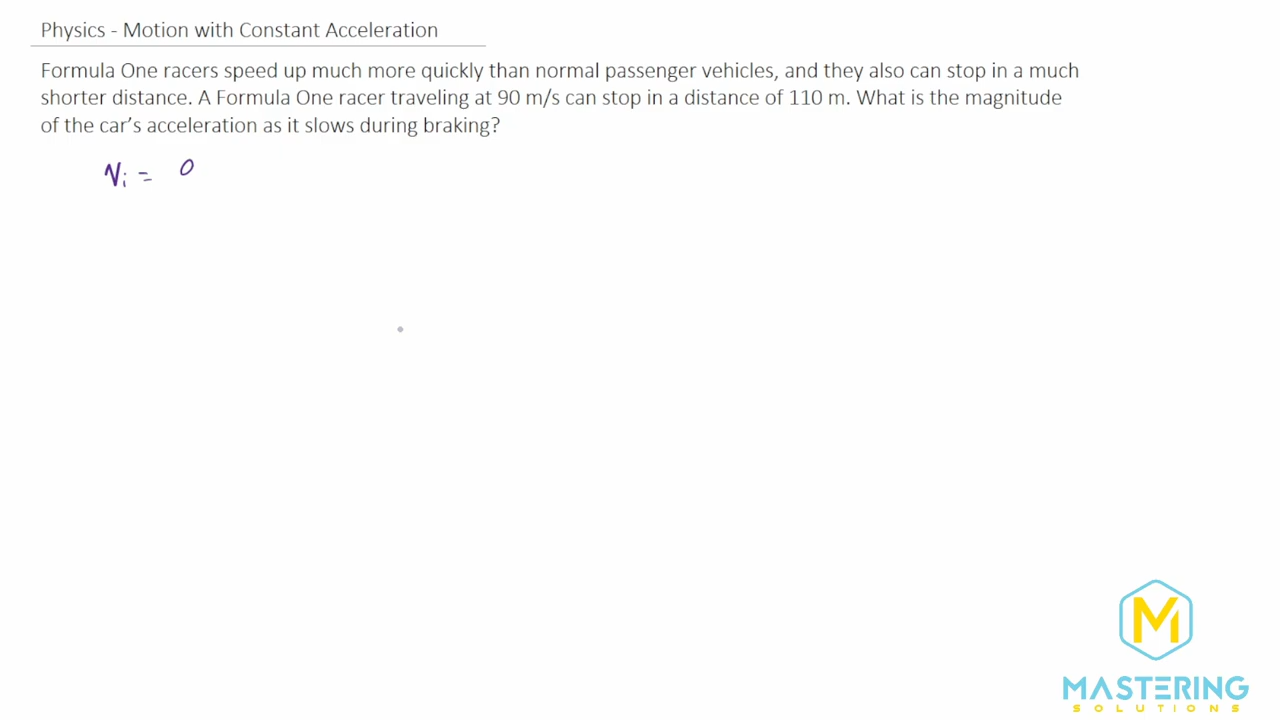 Physics - Motion with Constant Acceleration
Formula One racers speed up much more quickly than normal passenger vehicles, and they also can stop in a much
shorter distance. A Formula One racer traveling at 90 m/s can stop in a distance of 110 m. What is the magnitude
of the car’s acceleration as it slows during braking?
Vi = 0
M
MASTERING
SOLUTIONS